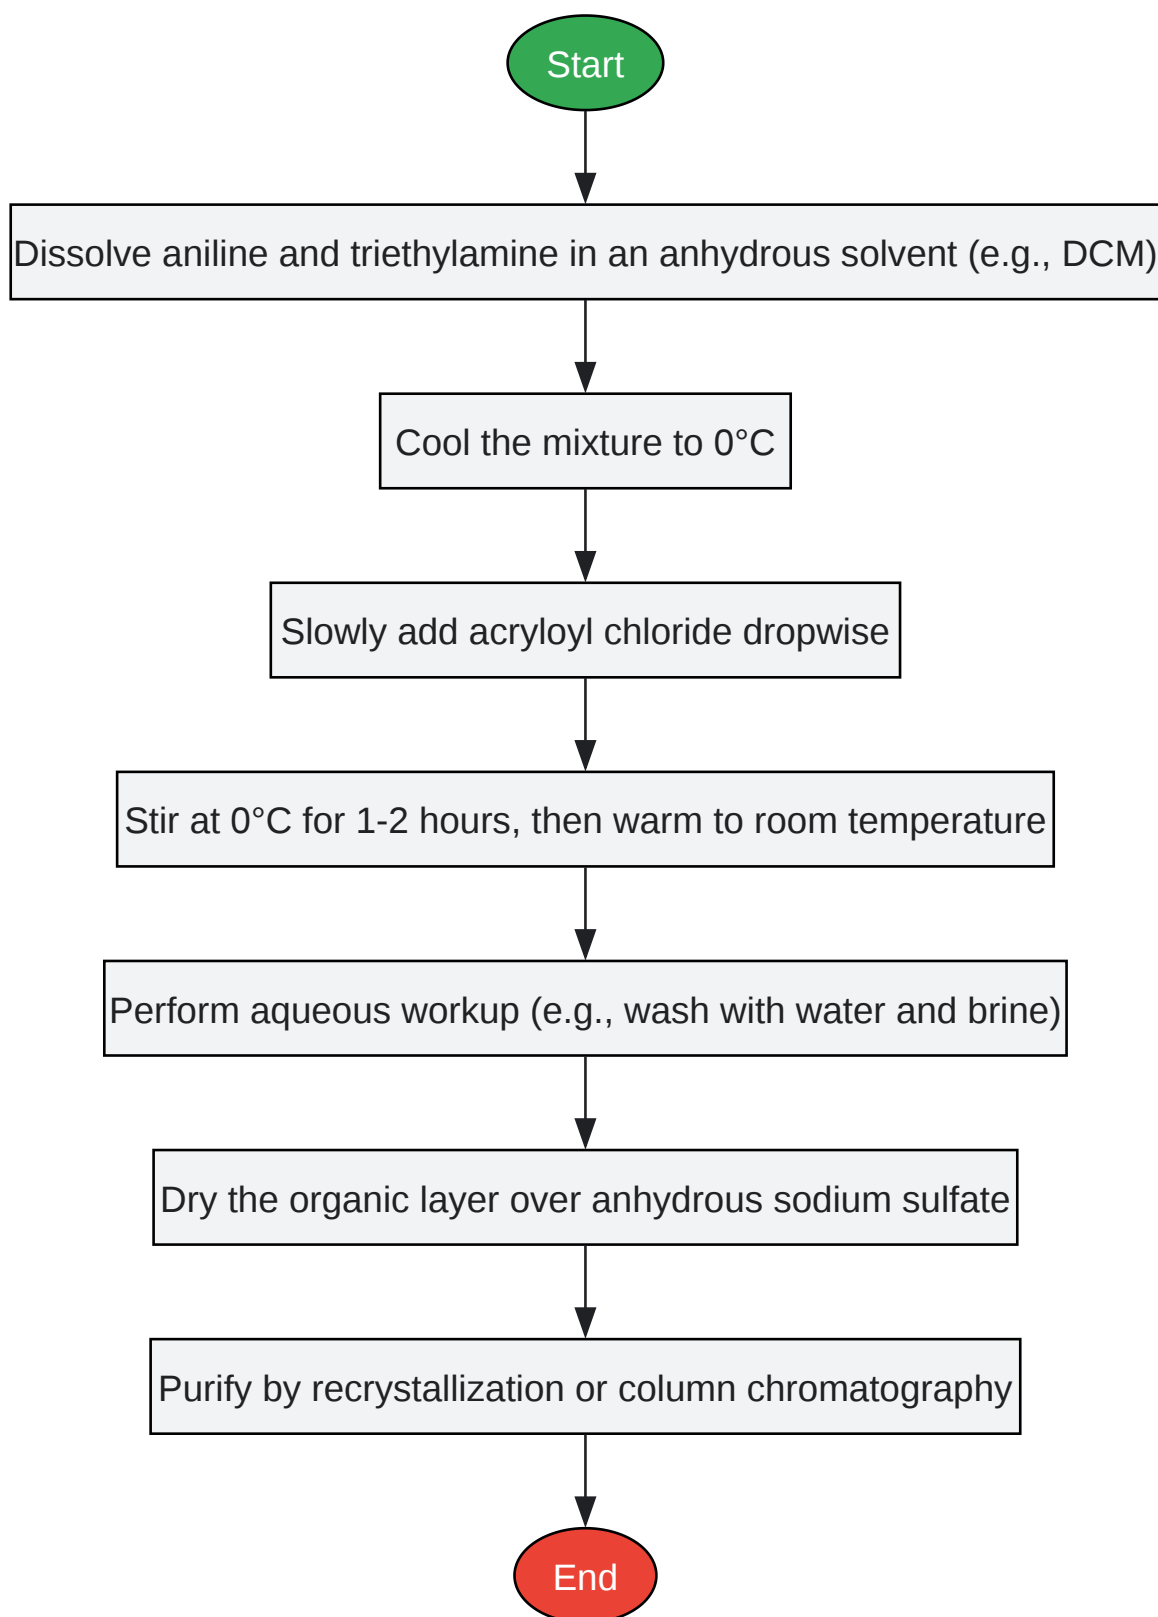 Start
Dissolve aniline and triethylamine in an anhydrous solvent (e.g., DCM)
Cool the mixture to 0°C
Slowly add acryloyl chloride dropwise
Stir at 0°C for 1-2 hours, then warm to room temperature
Perform aqueous workup (e.g., wash with water and brine)
Dry the organic layer over anhydrous sodium sulfate
Purify by recrystallization or column chromatography
End